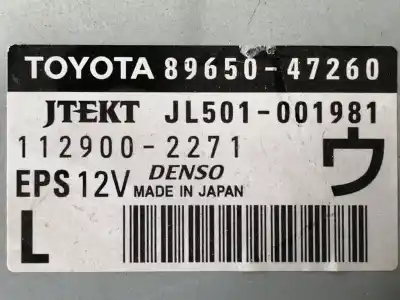 TOYOTA 89650-47260
JTEKT JL501-001981
112900-2271
ウ
EPS 12V DENSO
MADE IN JAPAN
L